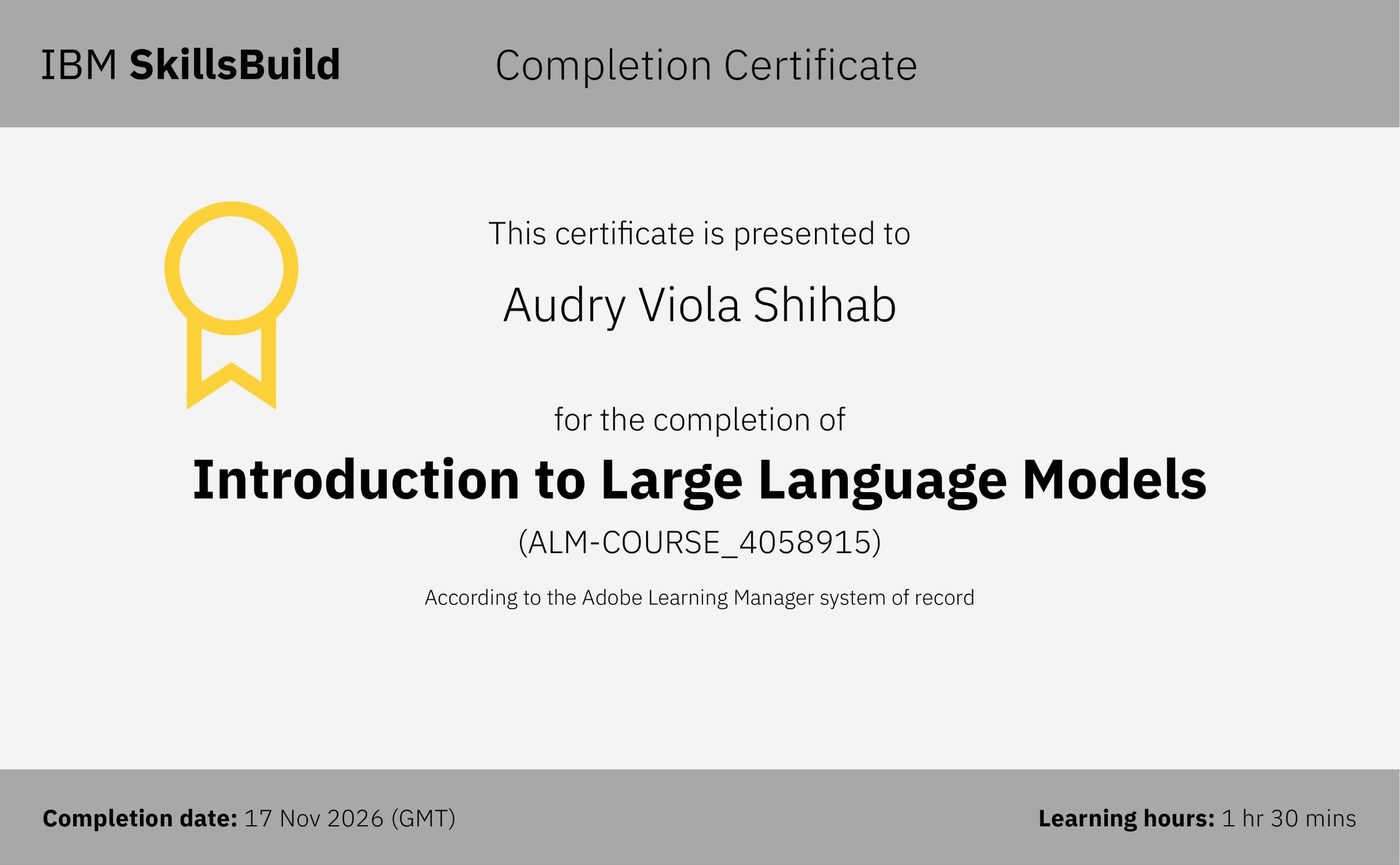 IBM SkillsBuild
Completion Certificate
This certificate is presented to
Audry Viola Shihab
for the completion of
Introduction to Large Language Models
(ALM-COURSE_4058915)
According to the Adobe Learning Manager system of record
Completion date: 17 Nov 2026 (GMT)
Learning hours: 1 hr 30 mins